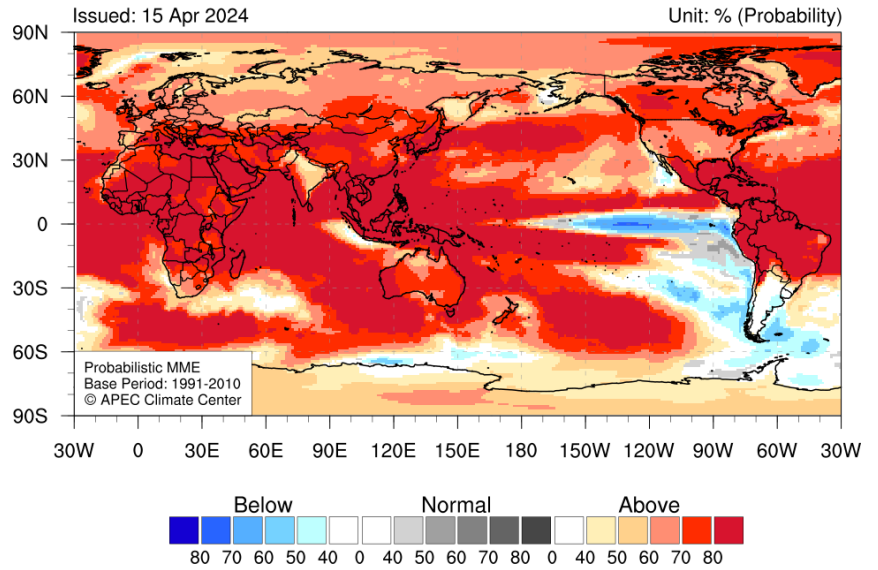 Issued: 15 Apr 2024 Unit: % (Probability)
90N
60N
30N
0
30S
60S
90S
Probabilistic MME
Base Period: 1991-2010
© APEC Climate Center
30W 0 30E 60E 90E 120E 150E 180 150W 120W 90W 60W 30W
Below Normal Above
80 70 60 50 40 0 40 50 60 70 80 0 40 50 60 70 80